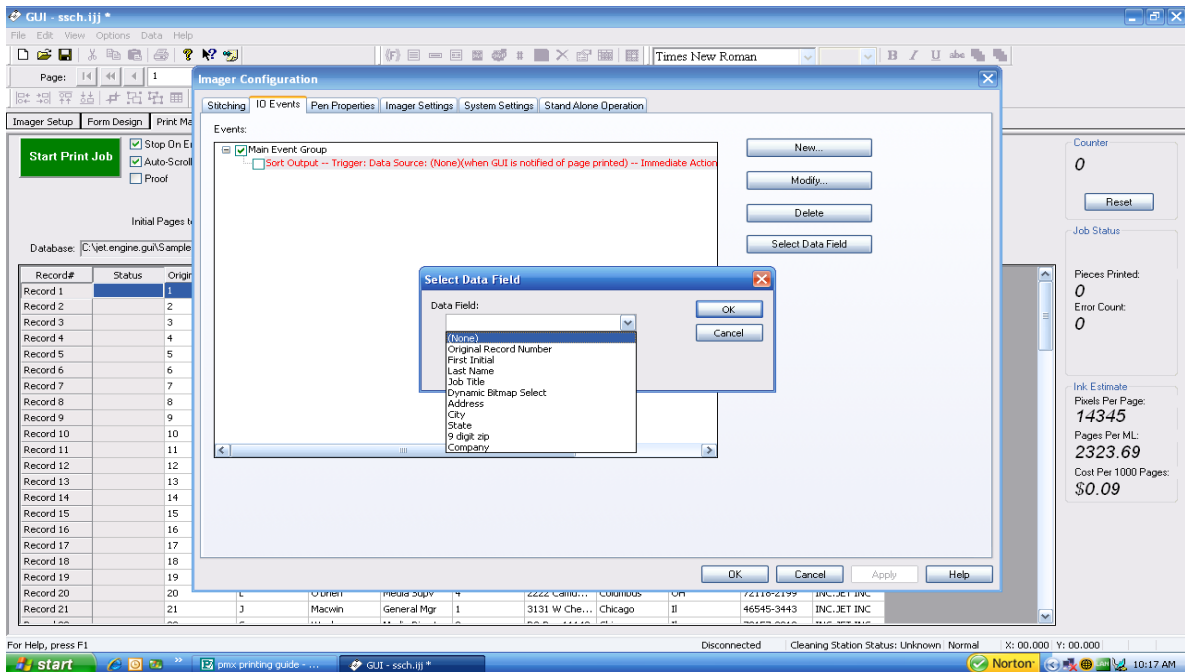 GUI - ssch.ijj *
File Edit View Options Data Help
Times New Roman
B I U abc
Page: 1
Imager Setup Form Design Print Ma
Start Print Job
Stop On E
Auto-Scroll
Proof
Initial Pages t
Database: C:\jet.engine.gui\Sample
Imager Configuration
Stitching IO Events Pen Properties Imager Settings System Settings Stand Alone Operation
Events:
Main Event Group
Sort Output -- Trigger: Data Source: (None)(when GUI is notified of page printed) -- Immediate Action
New...
Modify...
Delete
Select Data Field
Select Data Field
Data Field:
OK
Cancel
(None)
Original Record Number
First Initial
Last Name
Job Title
Dynamic Bitmap Select
Address
City
State
9 digit zip
Company
OK Cancel Apply Help
Counter
0
Reset
Job Status
Pieces Printed:
0
Error Count:
0
Ink Estimate
Pixels Per Page:
14345
Pages Per ML:
2323.69
Cost Per 1000 Pages:
$0.09
Record# Status Origin
Record 1 1
Record 2 2
Record 3 3
Record 4 4
Record 5 5
Record 6 6
Record 7 7
Record 8 8
Record 9 9
Record 10 10
Record 11 11
Record 12 12
Record 13 13
Record 14 14
Record 15 15
Record 16 16
Record 17 17
Record 18 18
Record 19 19
Record 20 20 L O'brien Media Supv 4 2222 Camd... Columbus OH 72118-2199 INC.JET INC
Record 21 21 J Macwin General Mgr 1 3131 W Che... Chicago Il 46545-3443 INC.JET INC
For Help, press F1
Disconnected Cleaning Station Status: Unknown Normal X: 00.000 Y: 00.000
start pmx printing guide - ... GUI - ssch.ijj * Norton 10:17 AM